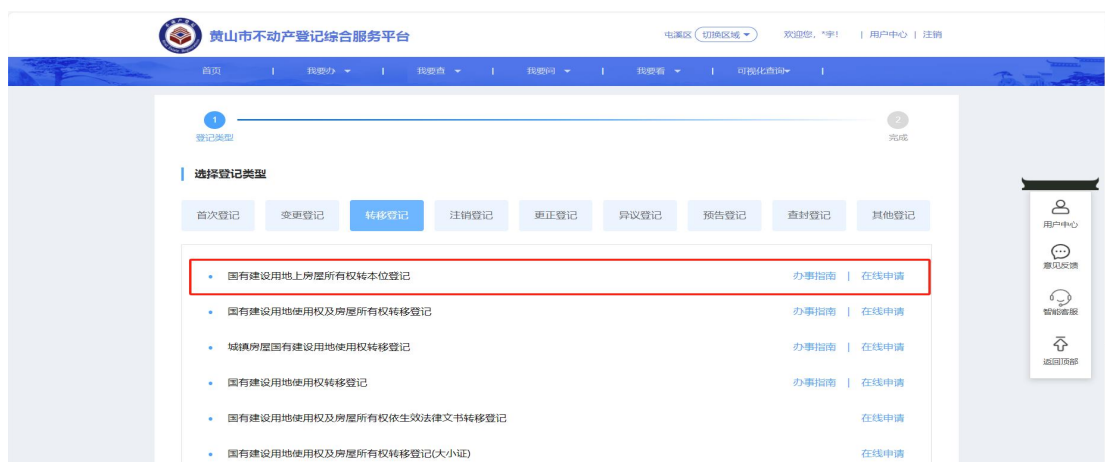 黄山市不动产登记综合服务平台
屯溪区 切换区域 欢迎您, *宇! | 用户中心 | 注销
首页 | 我要办 | 我要查 | 我要问 | 我要看 | 可视化查询 |
1 2
登记类型 完成
选择登记类型
首次登记 变更登记 转移登记 注销登记 更正登记 异议登记 预告登记 查封登记 其他登记
国有建设用地上房屋所有权转本位登记 办事指南 | 在线申请
国有建设用地使用权及房屋所有权转移登记 办事指南 | 在线申请
城镇房屋国有建设用地使用权转移登记 办事指南 | 在线申请
国有建设用地使用权转移登记 办事指南 | 在线申请
国有建设用地使用权及房屋所有权依生效法律文书转移登记 在线申请
国有建设用地使用权及房屋所有权转移登记(大小证) 在线申请
用户中心
意见反馈
智能客服
返回顶部